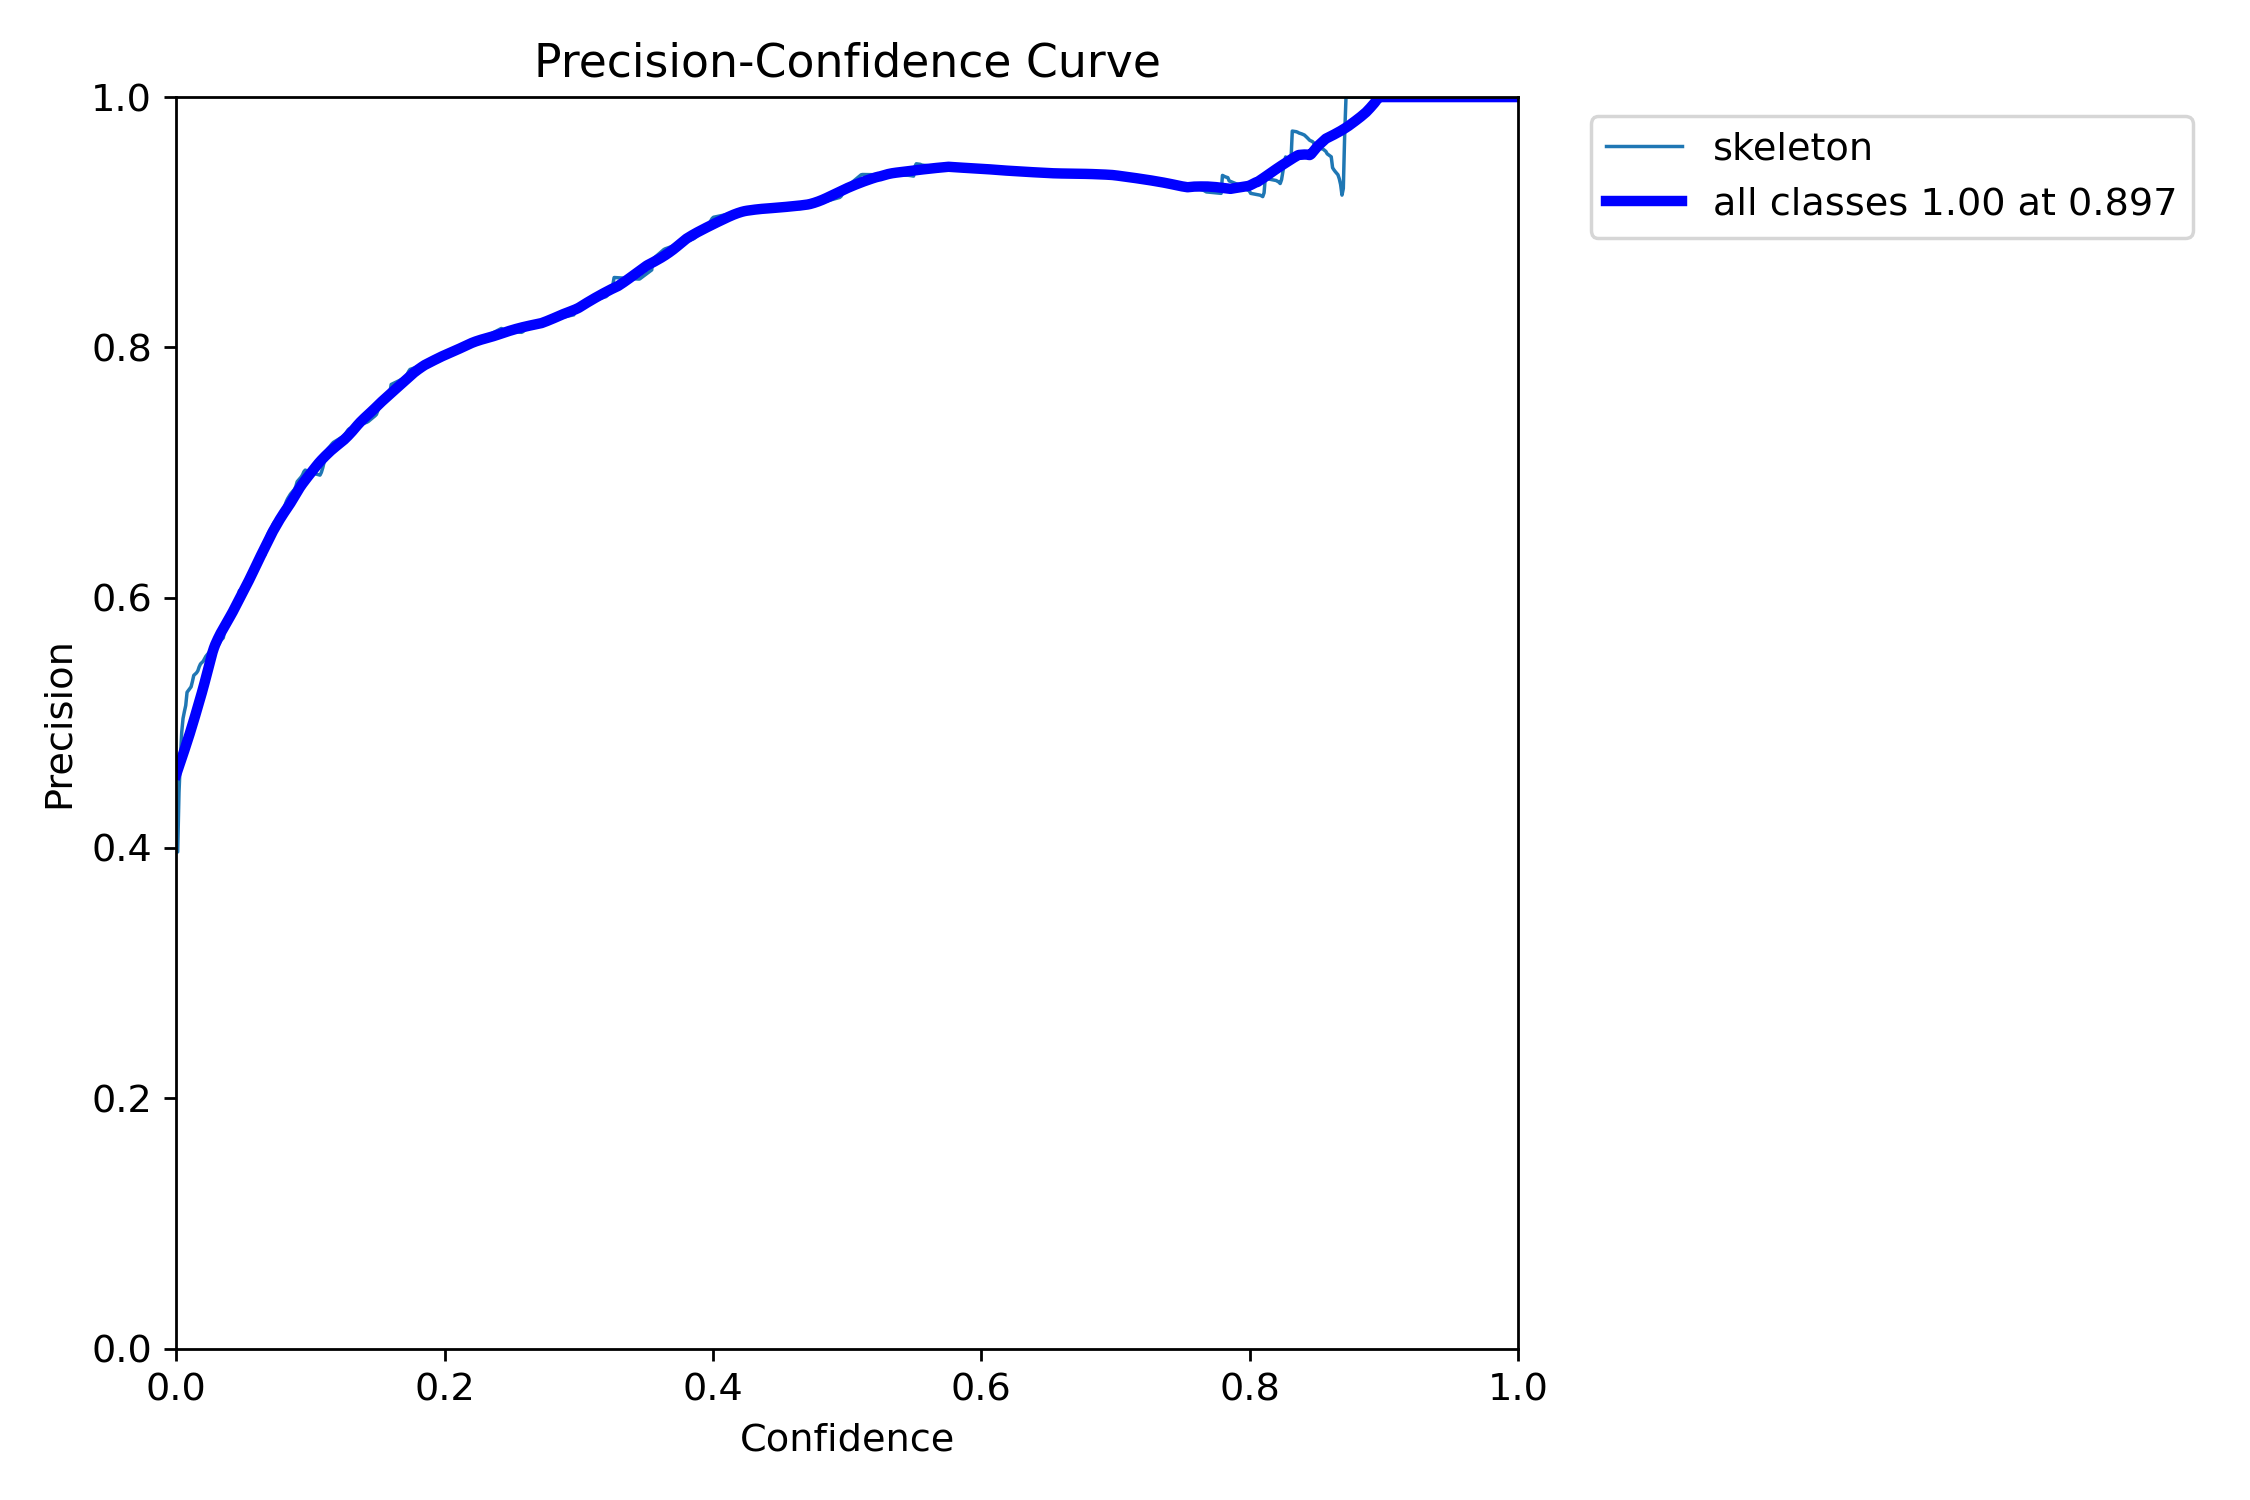 Precision-Confidence Curve
1.0
0.8
0.6
0.4
0.2
0.0
Precision
0.0 0.2 0.4 0.6 0.8 1.0
Confidence
skeleton
all classes 1.00 at 0.897